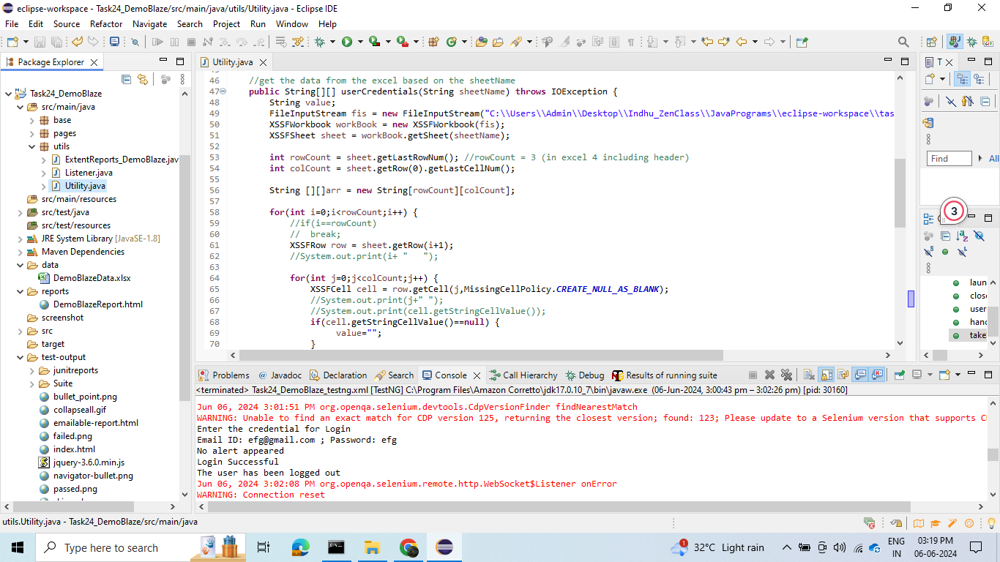 eclipse-workspace - Task24_DemoBlaze/src/main/java/utils/Utility.java - Eclipse IDE
File Edit Source Refactor Navigate Search Project Run Window Help
Package Explorer
Task24_DemoBlaze
src/main/java
base
pages
utils
ExtentReports_DemoBlaze.jav
Listener.java
Utility.java
src/main/resources
src/test/java
src/test/resources
JRE System Library [JavaSE-1.8]
Maven Dependencies
data
DemoBlazeData.xlsx
reports
DemoBlazeReport.html
screenshot
src
target
test-output
junitreports
Suite
bullet_point.png
collapseall.gif
emailable-report.html
failed.png
index.html
jquery-3.6.0.min.js
navigator-bullet.png
passed.png
Utility.java
46 //get the data from the excel based on the sheetName
47 public String[][] userCredentials(String sheetName) throws IOException {
48 String value;
49 FileInputStream fis = new FileInputStream("C:\\Users\\Admin\\Desktop\\Indhu_ZenClass\\JavaPrograms\\eclipse-workspace\\tas
50 XSSFWorkbook workBook = new XSSFWorkbook(fis);
51 XSSFSheet sheet = workBook.getSheet(sheetName);
52
53 int rowCount = sheet.getLastRowNum(); //rowCount = 3 (in excel 4 including header)
54 int colCount = sheet.getRow(0).getLastCellNum();
55
56 String [][]arr = new String[rowCount][colCount];
57
58 for(int i=0;i<rowCount;i++) {
59 //if(i==rowCount)
60 // break;
61 XSSFRow row = sheet.getRow(i+1);
62 //System.out.print(i+ "   ");
63
64 for(int j=0;j<colCount;j++) {
65 XSSFCell cell = row.getCell(j,MissingCellPolicy.CREATE_NULL_AS_BLANK);
66 //System.out.print(j+" ");
67 //System.out.print(cell.getStringCellValue());
68 if(cell.getStringCellValue()==null) {
69 value="";
70 }
T
Find
All
3
laun
close
user
hand
take
Problems Javadoc Declaration Search Console Call Hierarchy Debug Results of running suite
<terminated> Task24_DemoBlaze_testng.xml [TestNG] C:\Program Files\Amazon Corretto\jdk17.0.10_7\bin\javaw.exe (06-Jun-2024, 3:00:43 pm – 3:02:26 pm) [pid: 30160]
Jun 06, 2024 3:01:51 PM org.openqa.selenium.devtools.CdpVersionFinder findNearestMatch
WARNING: Unable to find an exact match for CDP version 125, returning the closest version; found: 123; Please update to a Selenium version that supports C
Enter the credential for Login
Email ID: efg@gmail.com ; Password: efg
No alert appeared
Login Successful
The user has been logged out
Jun 06, 2024 3:02:08 PM org.openqa.selenium.remote.http.WebSocket$Listener onError
WARNING: Connection reset
utils.Utility.java - Task24_DemoBlaze/src/main/java
Type here to search
1
32°C Light rain
ENG
IN
03:19 PM
06-06-2024